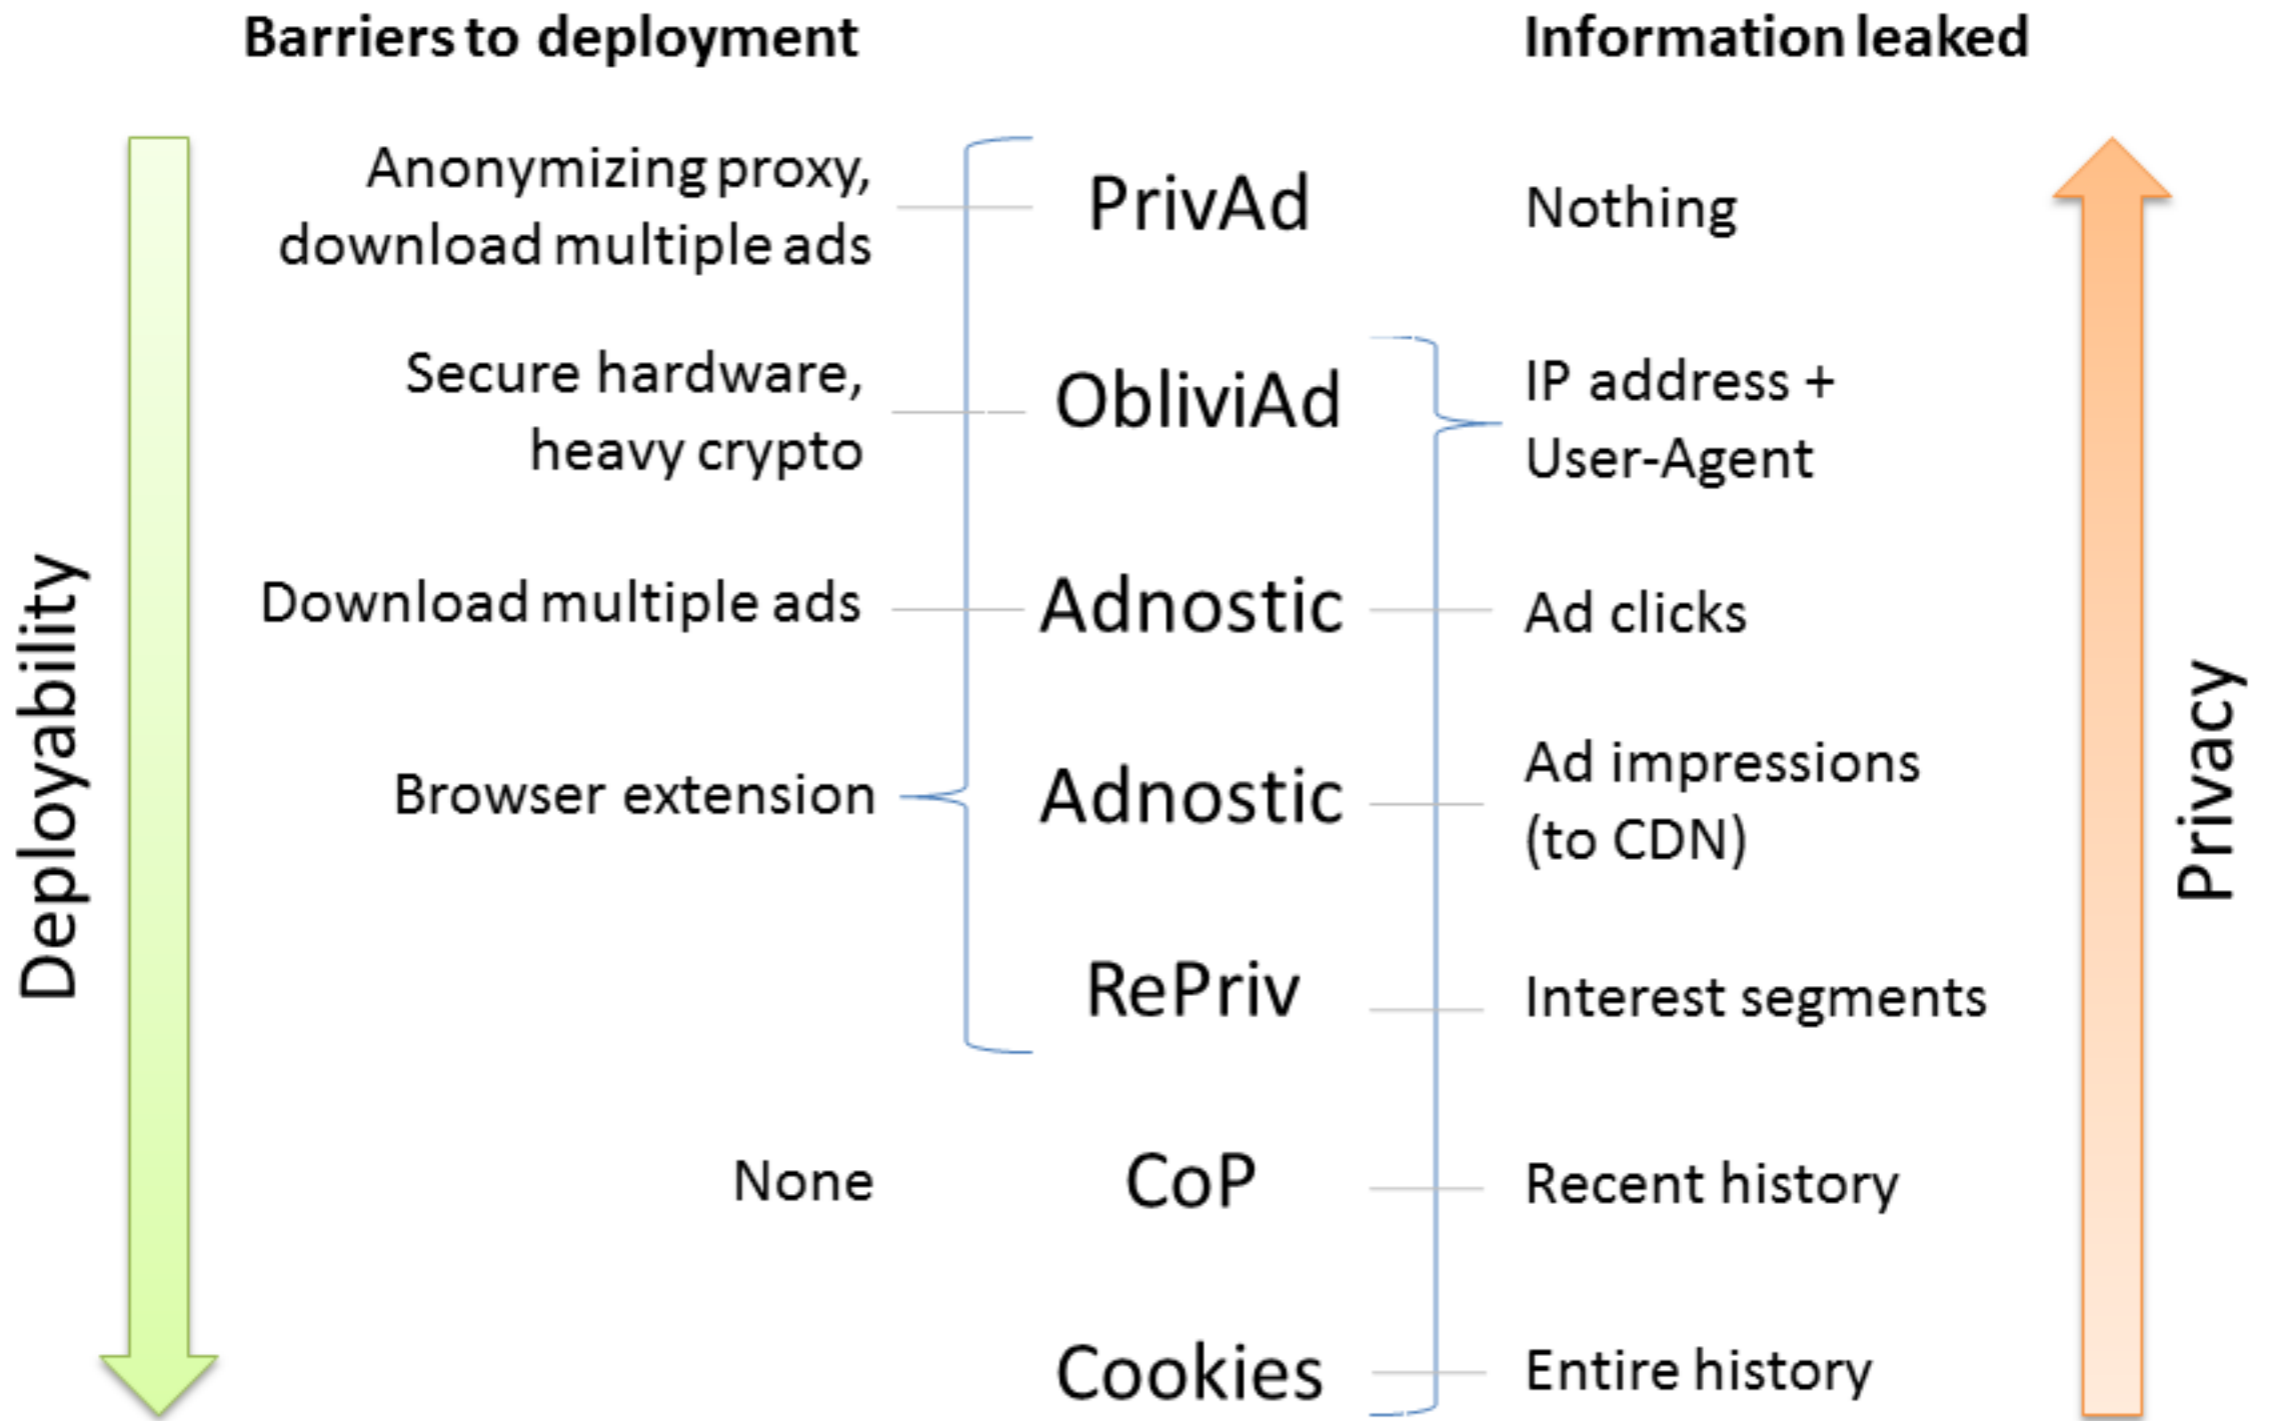 Barriers to deployment
Information leaked
Anonymizing proxy,
download multiple ads
PrivAd
Nothing
Secure hardware,
heavy crypto
ObliviAd
IP address +
User-Agent
Download multiple ads
Adnostic
Ad clicks
Browser extension
Adnostic
Ad impressions
(to CDN)
RePriv
Interest segments
None
CoP
Recent history
Cookies
Entire history
Deployability
Privacy